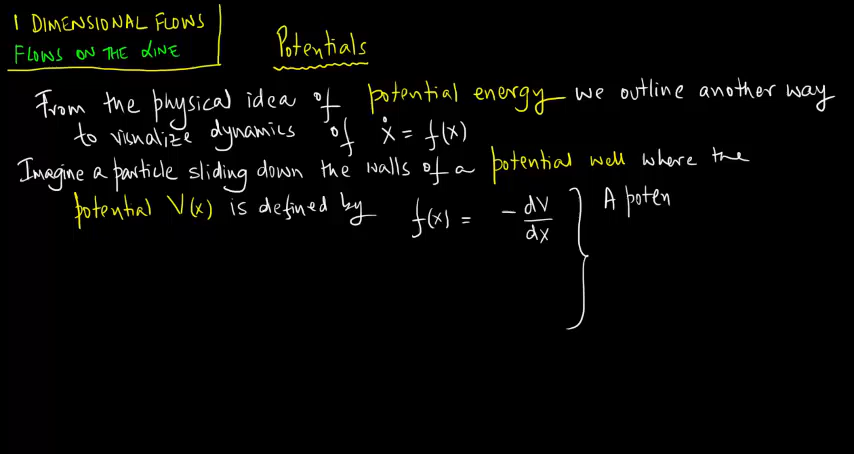 1 DIMENSIONAL FLOWS
FLOWS ON THE LINE
Potentials
From the physical idea of potential energy we outline another way
to visualize dynamics of ẋ = f(x)
Imagine a particle sliding down the walls of a potential well where the
potential V(x) is defined by f(x) = - dV/dx } A poten